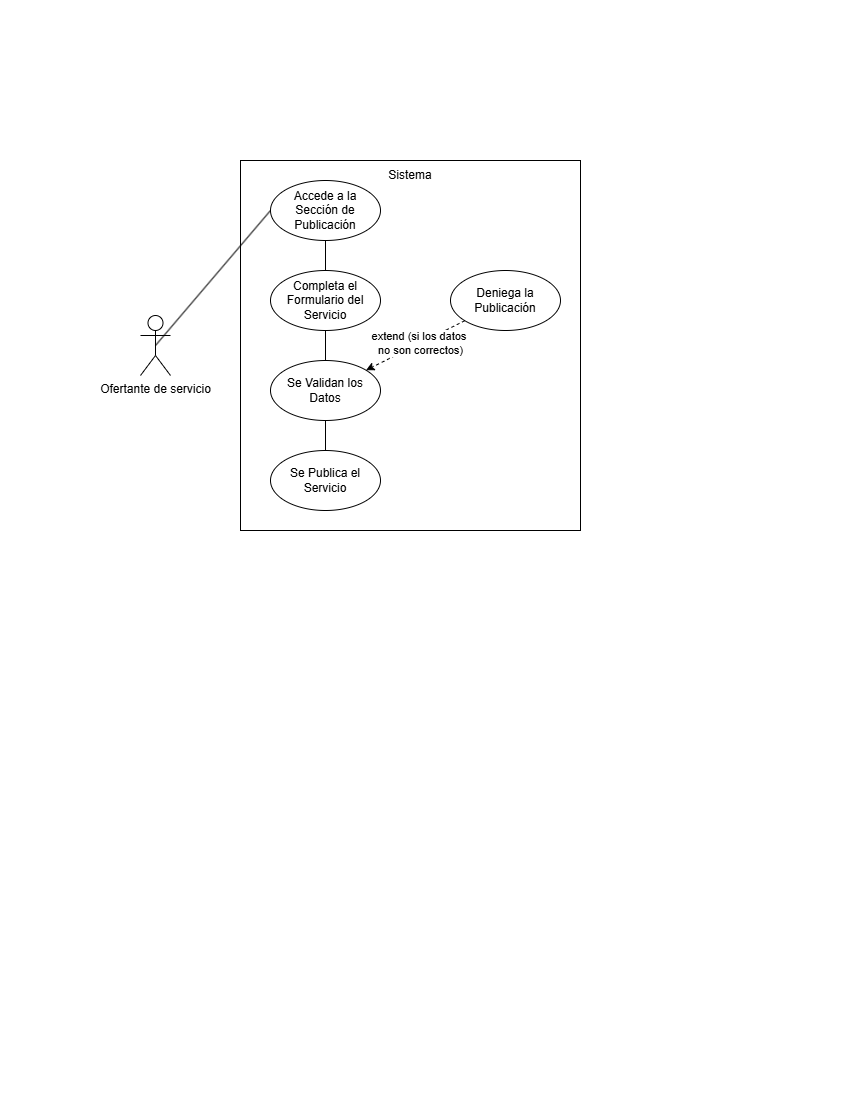 Sistema
Accede a la
Sección de
Publicación
Completa el
Formulario del
Servicio
Deniega la
Publicación
extend (si los datos
no son correctos)
Ofertante de servicio
Se Validan los
Datos
Se Publica el
Servicio